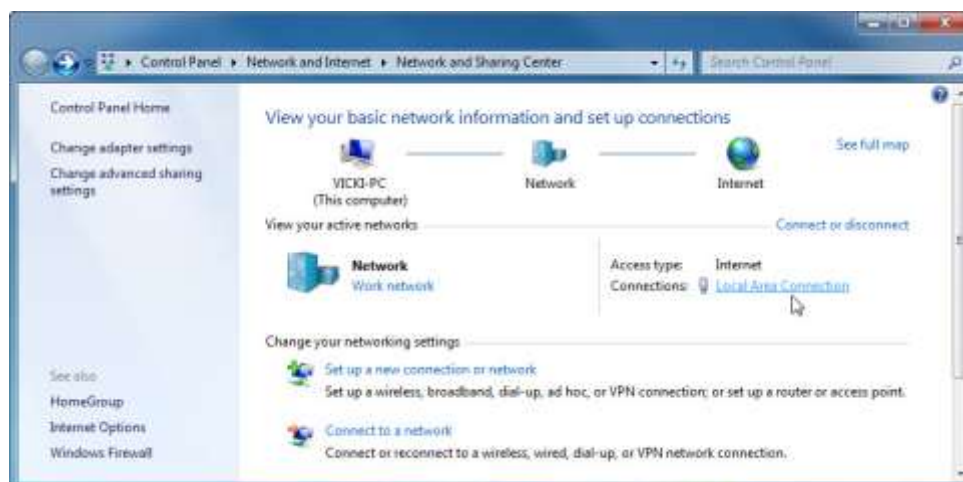 Control Panel ▸ Network and Internet ▸ Network and Sharing Center
Search Control Panel
Control Panel Home
Change adapter settings
Change advanced sharing
settings
See also
HomeGroup
Internet Options
Windows Firewall
View your basic network information and set up connections
See full map
VICKI-PC
(This computer)
Network
Internet
View your active networks
Connect or disconnect
Network
Work network
Access type: Internet
Connections: Local Area Connection
Change your networking settings
Set up a new connection or network
Set up a wireless, broadband, dial-up, ad hoc, or VPN connection; or set up a router or access point.
Connect to a network
Connect or reconnect to a wireless, wired, dial-up, or VPN network connection.